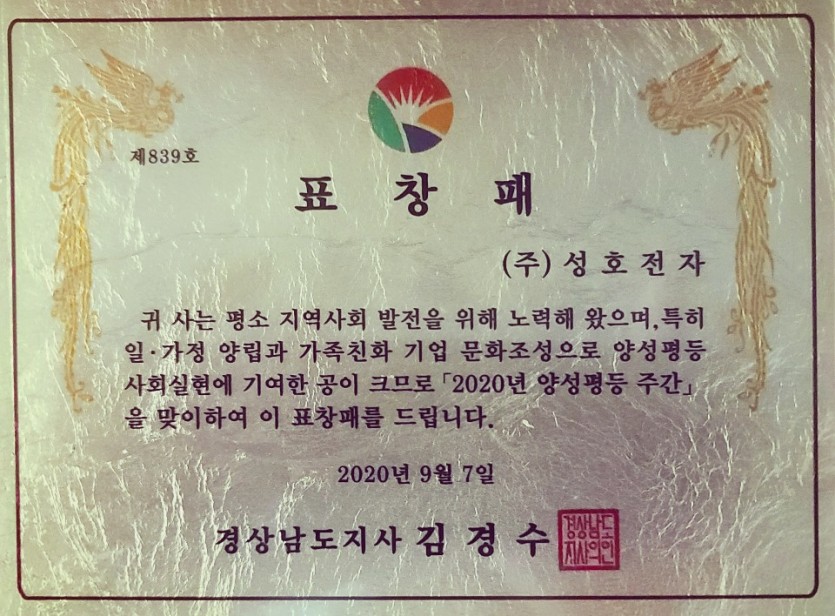 제839호
표 창 패
(주) 성 호 전 자
귀 사는 평소 지역사회 발전을 위해 노력해 왔으며, 특히
일·가정 양립과 가족친화 기업 문화조성으로 양성평등
사회실현에 기여한 공이 크므로 「2020년 양성평등 주간」
을 맞이하여 이 표창패를 드립니다.
2020년 9월 7일
경상남도지사 김 경 수
경상남도
지사의인